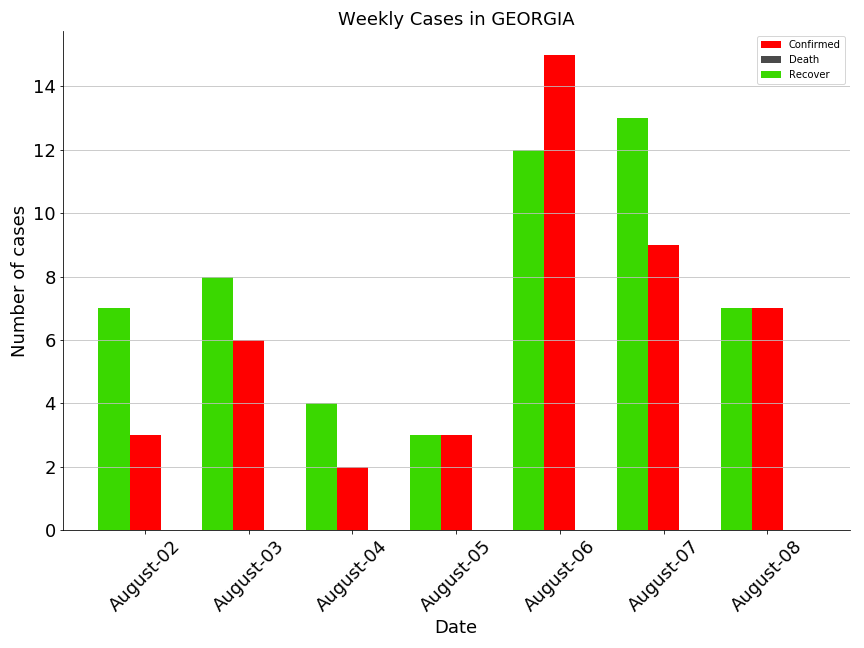 Weekly Cases in GEORGIA
Confirmed
Death
Recover
Number of cases
14
12
10
8
6
4
2
0
August-02
August-03
August-04
August-05
August-06
August-07
August-08
Date